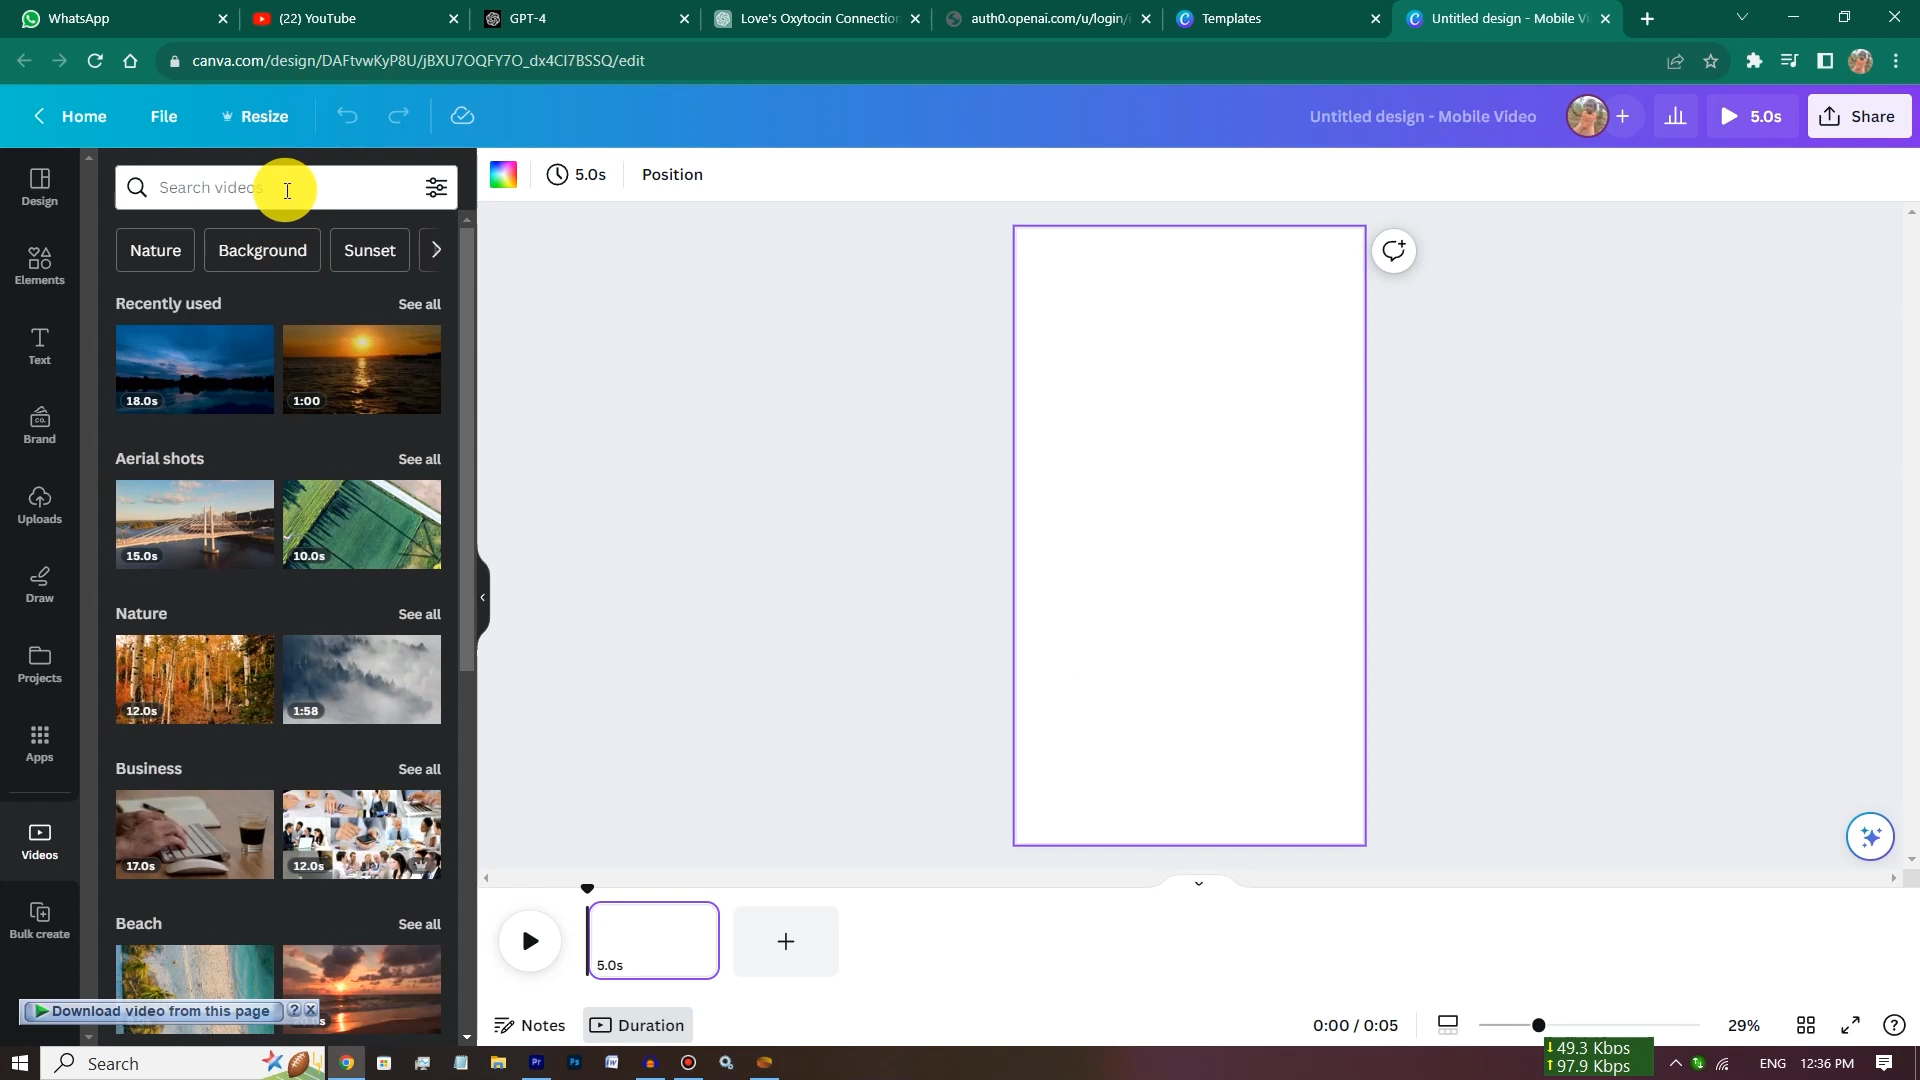 WhatsApp
(22) YouTube
GPT-4
Love's Oxytocin Connection
auth0.openai.com/u/login/
Templates
Untitled design - Mobile Vi
canva.com/design/DAFtvwKyP8U/jBXU7OQFY7O_dx4CI7BSSQ/edit
Home
File
Resize
Untitled design - Mobile Video
5.0s
Share
Design
Elements
Text
Brand
Uploads
Draw
Projects
Apps
Videos
Bulk create
Search videos
Nature
Background
Sunset
Recently used
See all
18.0s
1:00
Aerial shots
See all
15.0s
10.0s
Nature
See all
12.0s
1:58
Business
See all
17.0s
12.0s
Beach
See all
Download video from this page
5.0s
Position
5.0s
Notes
Duration
0:00 / 0:05
29%
Search
49.3 Kbps
97.9 Kbps
ENG
12:36 PM